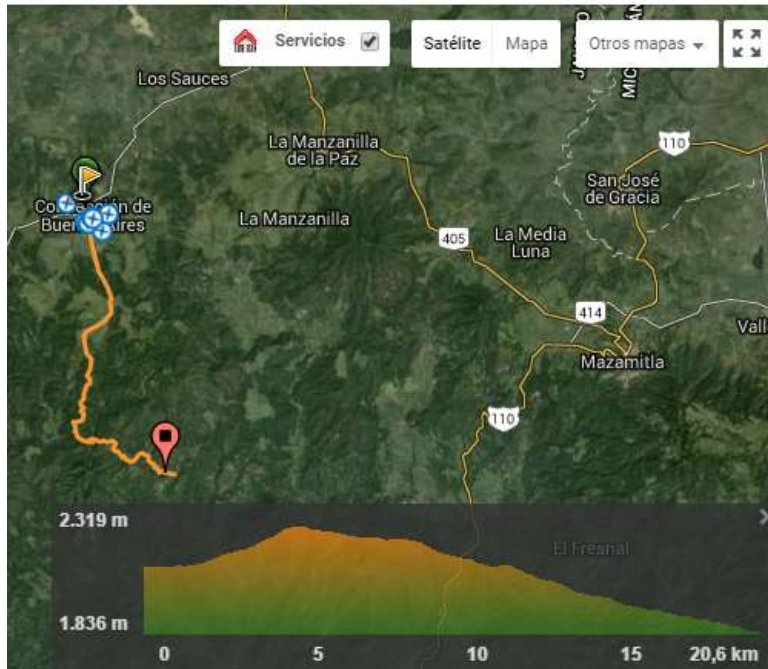 Servicios
Satélite
Mapa
Otros mapas
Los Sauces
La Manzanilla
de la Paz
110
San José
de Gracia
de
Aires
La Manzanilla
405
La Media
Luna
414
Mazamitla
110
2.319 m
El Fresnal
1.836 m
0 5 10 15 20,6 km